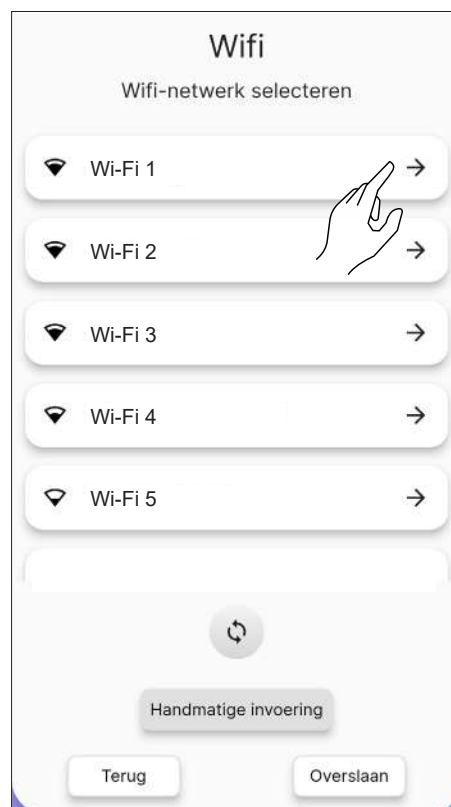 Wifi
Wifi-netwerk selecteren
Wi-Fi 1
Wi-Fi 2
Wi-Fi 3
Wi-Fi 4
Wi-Fi 5
Handmatige invoering
Terug
Overslaan